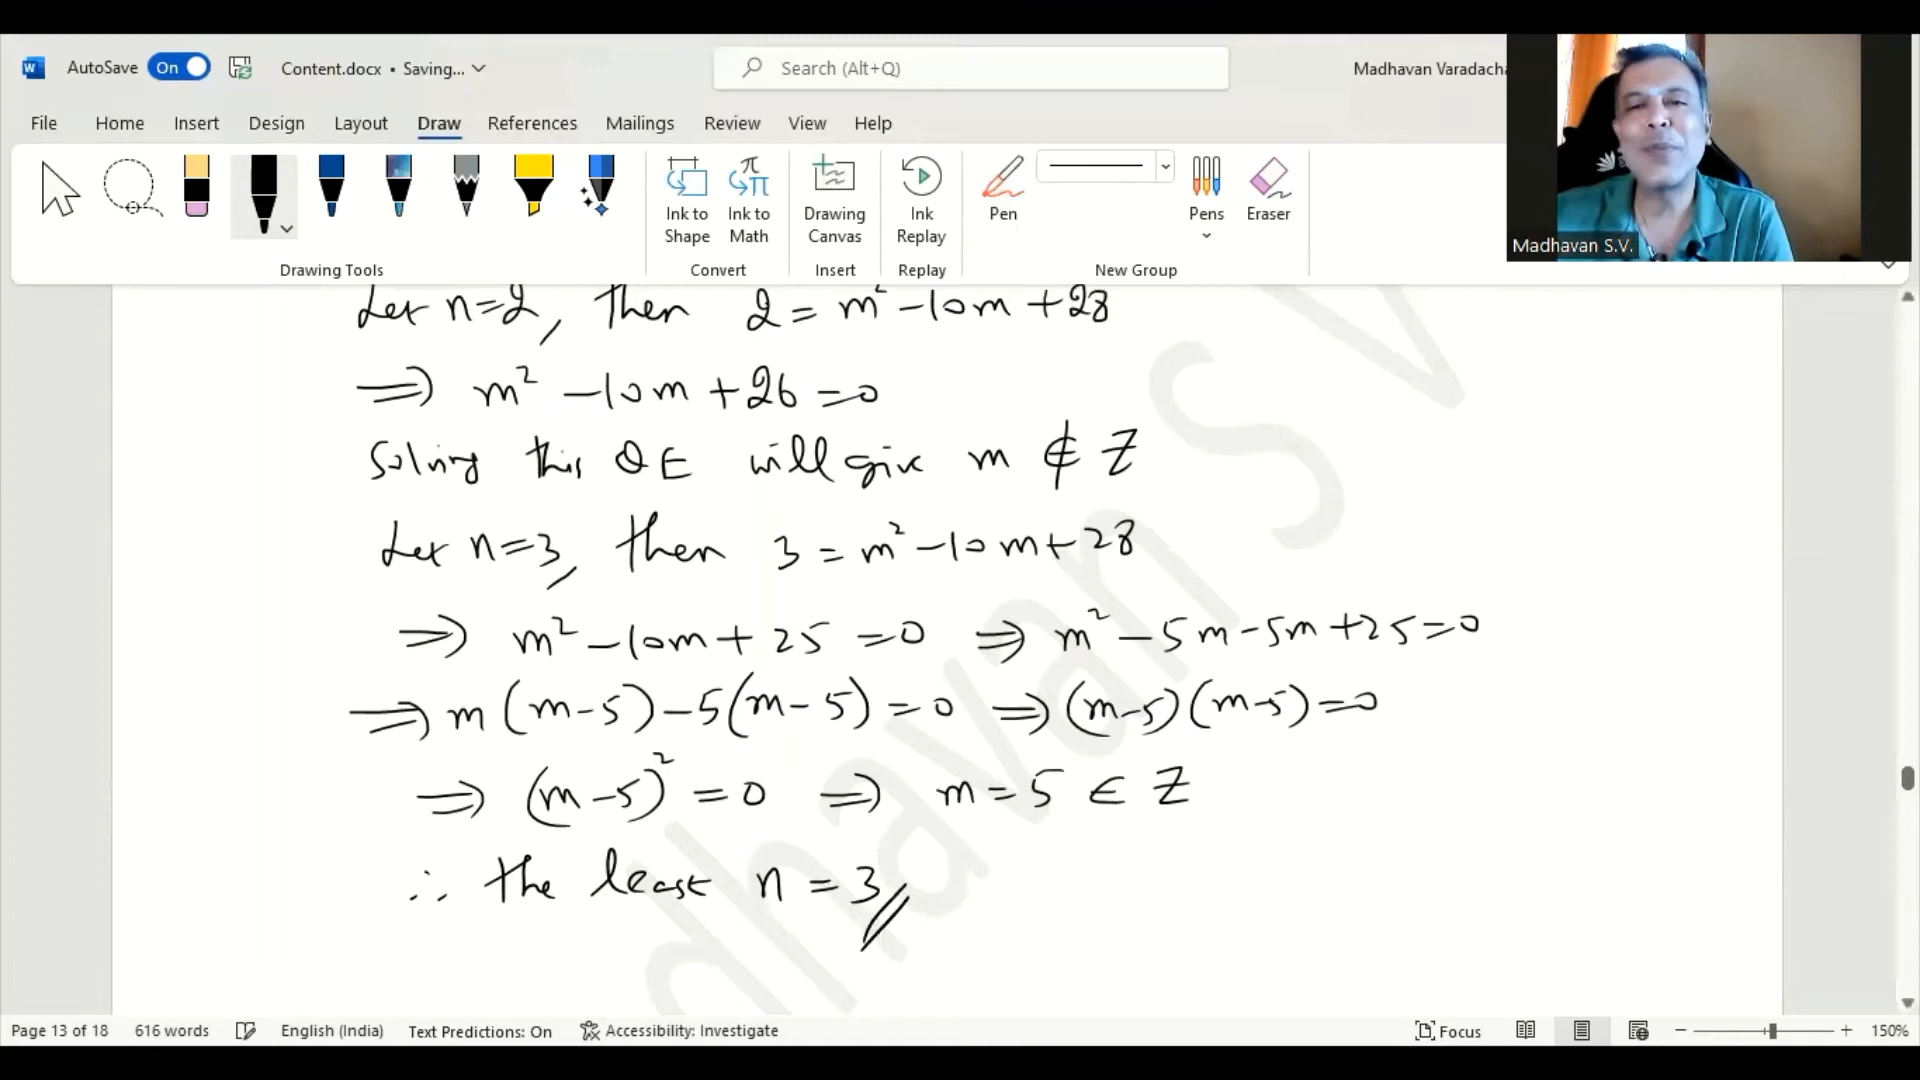 AutoSave On Content.docx • Saving... Search (Alt+Q) Madhavan Varadacha
File Home Insert Design Layout Draw References Mailings Review View Help
Ink to Shape Ink to Math Drawing Canvas Ink Replay Pen Pens Eraser
Drawing Tools Convert Insert Replay New Group
Madhavan S.V.
Let n=2, then 2 = m² -10m +28
⇒ m² -10m +26 =0
Solving this QE will give m ∉ Z
Let n=3, then 3 = m² -10m+28
⇒ m² -10m + 25 =0 ⇒ m² - 5m - 5m +25=0
⇒ m(m-5)-5(m-5)=0 ⇒ (m-5)(m-5)=0
⇒ (m-5)² =0 ⇒ m=5 ∈ Z
∴ the least n = 3//
dhavan S V
Page 13 of 18 616 words English (India) Text Predictions: On Accessibility: Investigate Focus 150%